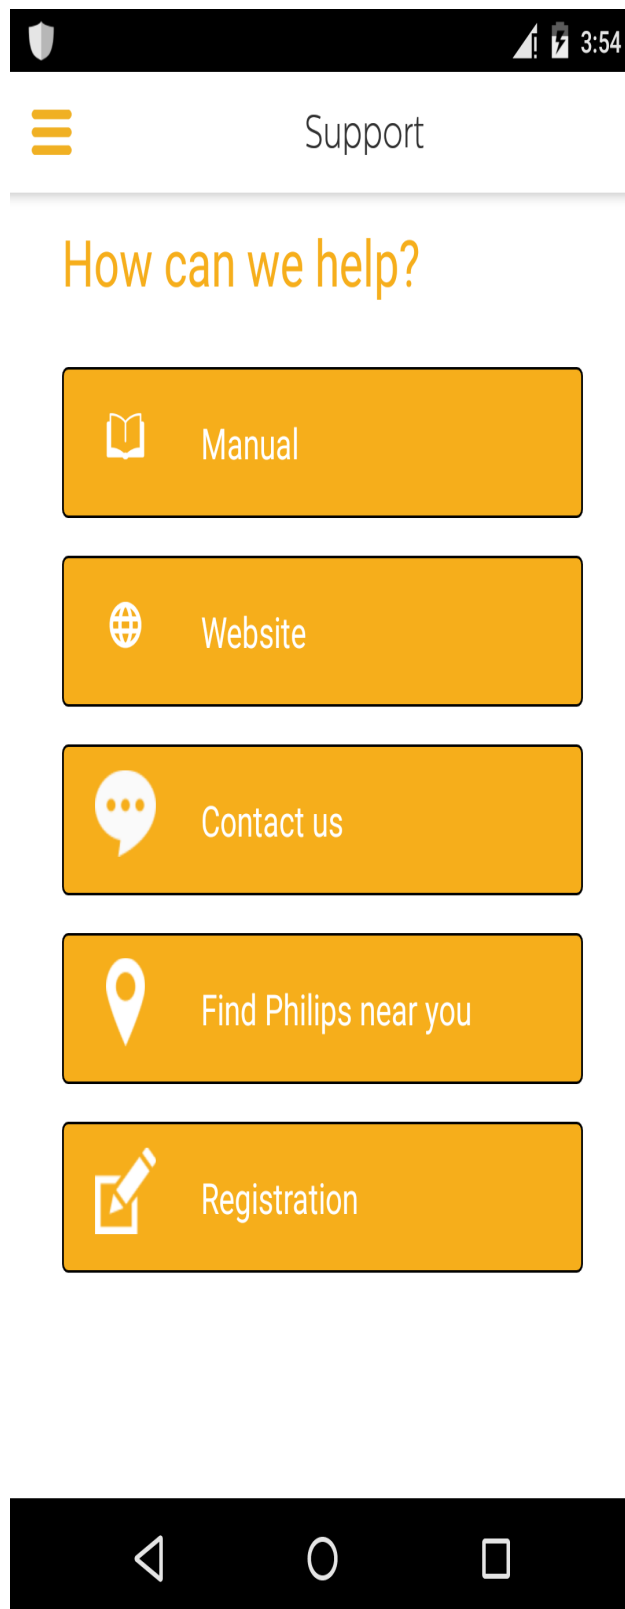 3:54
Support
How can we help?
Manual
Website
Contact us
Find Philips near you
Registration